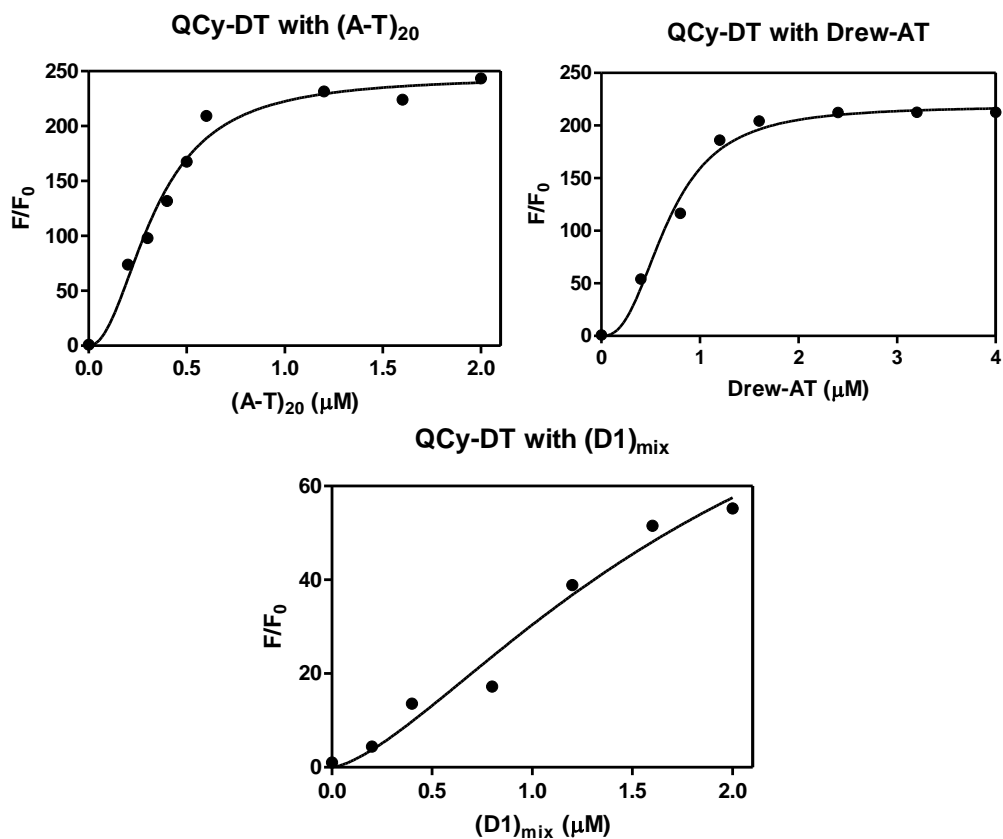 QCy-DT with (A-T)20
250
200
150
100
50
0
F/F0
0.0 0.5 1.0 1.5 2.0
(A-T)20 (μM)
QCy-DT with Drew-AT
250
200
150
100
50
0
F/F0
0 1 2 3 4
Drew-AT (μM)
QCy-DT with (D1)mix
60
40
20
0
F/F0
0.0 0.5 1.0 1.5 2.0
(D1)mix (μM)